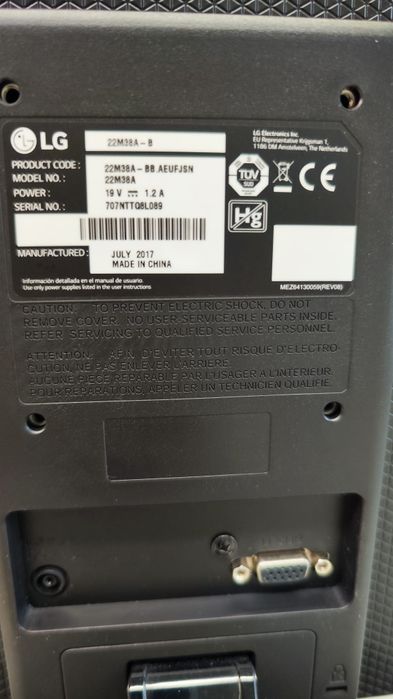 LG
22M38A-B
LG Electronics Inc.
EU Representative Krijgsman 1,
1186 DM Amstelveen, The Netherlands
PRODUCT CODE : 22M38A-BB.AEUFJSN
MODEL NO. : 22M38A
POWER : 19 V ⎓ 1.2 A
SERIAL NO. : 707NTTQ8L089
TÜV
SÜD
CE
Hg
MANUFACTURED : JULY 2017
MADE IN CHINA
Información detallada en el manual de usuario.
Use only power supplies listed in the user instructions
MEZ64130059(REV08)
CAUTION: TO PREVENT ELECTRIC SHOCK, DO NOT
REMOVE COVER. NO USER SERVICEABLE PARTS INSIDE.
REFER SERVICING TO QUALIFIED SERVICE PERSONNEL.
ATTENTION: AFIN D'EVITER TOUT RISQUE D'ELECTRO-
CUTION, NE PAS ENLEVER L'ARRIERE.
AUCUNE PIECE REPARABLE PAR L'USAGER A L'INTERIEUR.
POUR REPARATIONS, APPELER UN TECHNICIEN QUALIFIE.